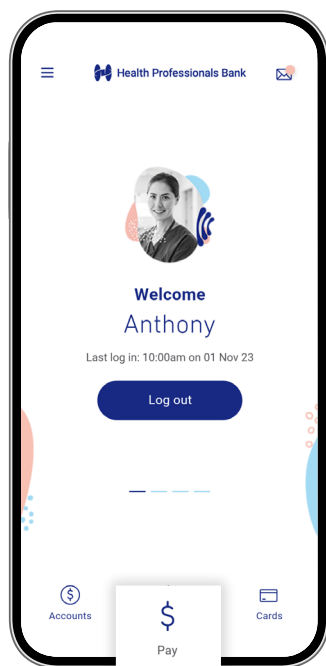 Health Professionals Bank
Welcome
Anthony
Last log in: 10:00am on 01 Nov 23
Log out
$
Accounts
$
Pay
Cards